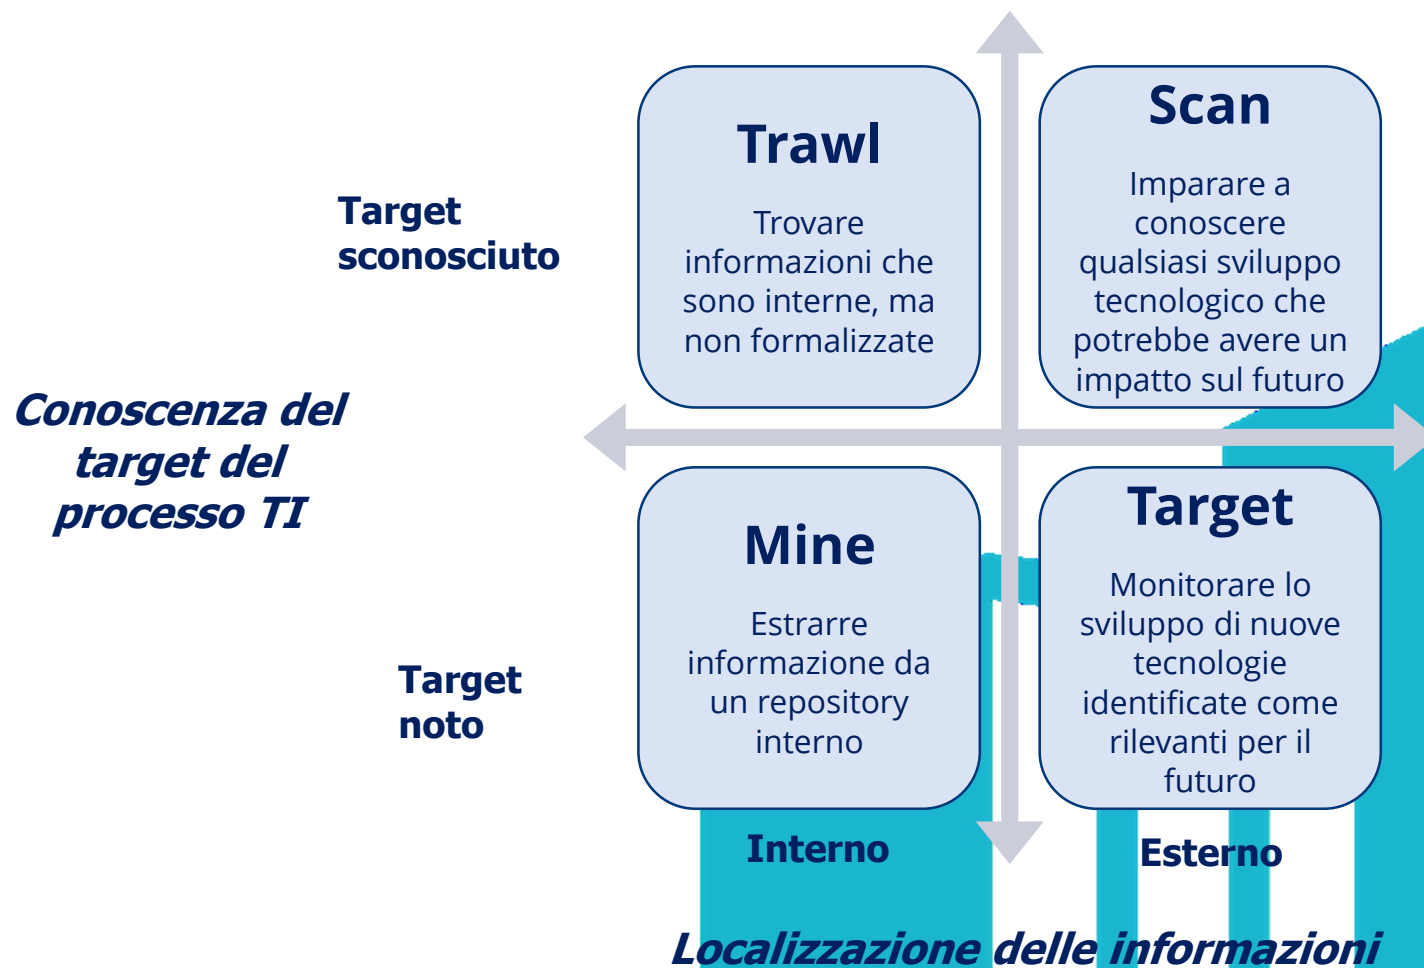 Trawl
Trovare
informazioni che
sono interne, ma
non formalizzate
Scan
Imparare a
conoscere
qualsiasi sviluppo
tecnologico che
potrebbe avere un
impatto sul futuro
Target
sconosciuto
Conoscenza del
target del
processo TI
Mine
Estrarre
informazione da
un repository
interno
Target
Monitorare lo
sviluppo di nuove
tecnologie
identificate come
rilevanti per il
futuro
Target
noto
Interno
Esterno
Localizzazione delle informazioni